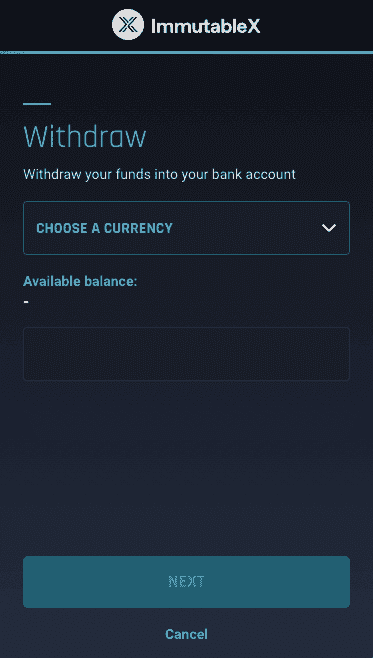 ImmutableX
Withdraw
Withdraw your funds into your bank account
CHOOSE A CURRENCY
Available balance:
-
NEXT
Cancel